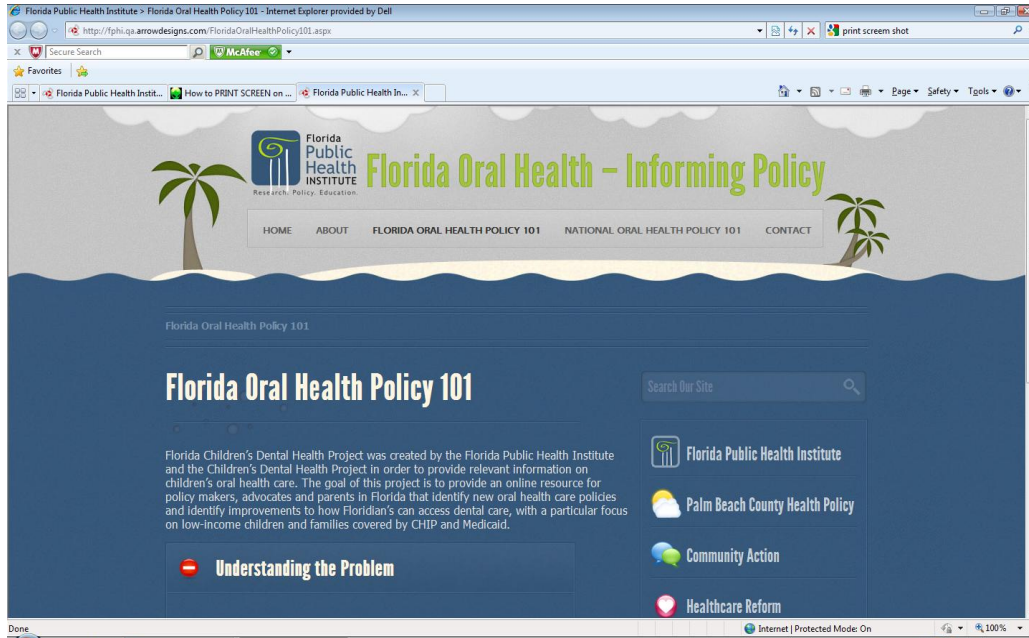 Florida Public Health Institute > Florida Oral Health Policy 101 - Internet Explorer provided by Dell
http://fphi.qa.arrowdesigns.com/FloridaOralHealthPolicy101.aspx
print screen shot
x Secure Search McAfee
Favorites
Florida Public Health Instit...
How to PRINT SCREEN on ...
Florida Public Health In... X
Page Safety Tools
Florida
Public
Health
INSTITUTE
Research. Policy. Education.
Florida Oral Health – Informing Policy
HOME ABOUT FLORIDA ORAL HEALTH POLICY 101 NATIONAL ORAL HEALTH POLICY 101 CONTACT
Florida Oral Health Policy 101
Florida Oral Health Policy 101
Florida Children's Dental Health Project was created by the Florida Public Health Institute
and the Children's Dental Health Project in order to provide relevant information on
children's oral health care. The goal of this project is to provide an online resource for
policy makers, advocates and parents in Florida that identify new oral health care policies
and identify improvements to how Floridian's can access dental care, with a particular focus
on low-income children and families covered by CHIP and Medicaid.
Understanding the Problem
Search Our Site
Florida Public Health Institute
Palm Beach County Health Policy
Community Action
Healthcare Reform
Done
Internet | Protected Mode: On
100%